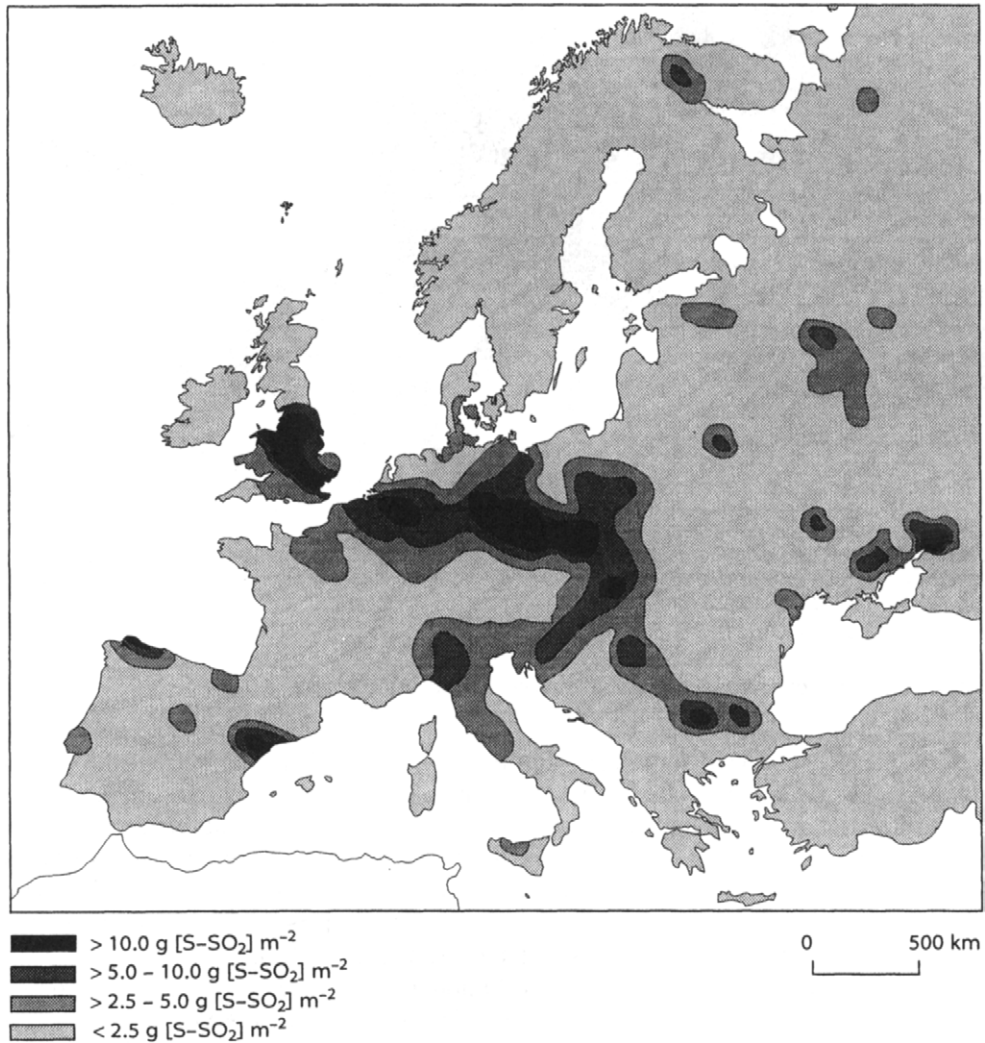 > 10.0 g [S–SO₂] m⁻²
> 5.0 – 10.0 g [S–SO₂] m⁻²
> 2.5 – 5.0 g [S–SO₂] m⁻²
< 2.5 g [S–SO₂] m⁻²
0 500 km